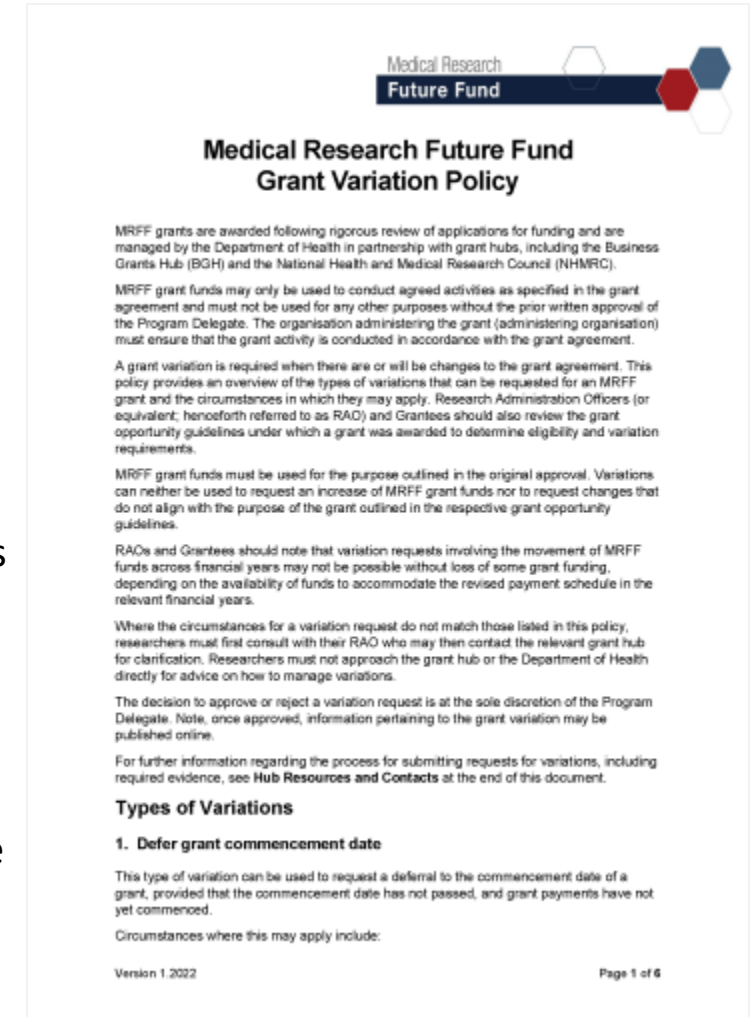 Medical Research
Future Fund
Medical Research Future Fund
Grant Variation Policy
MRFF grants are awarded following rigorous review of applications for funding and are
managed by the Department of Health in partnership with grant hubs, including the Business
Grants Hub (BGH) and the National Health and Medical Research Council (NHMRC).
MRFF grant funds may only be used to conduct agreed activities as specified in the grant
agreement and must not be used for any other purposes without the prior written approval of
the Program Delegate. The organisation administering the grant (administering organisation)
must ensure that the grant activity is conducted in accordance with the grant agreement.
A grant variation is required when there are or will be changes to the grant agreement. This
policy provides an overview of the types of variations that can be requested for an MRFF
grant and the circumstances in which they may apply. Research Administration Officers (or
equivalent; henceforth referred to as RAO) and Grantees should also review the grant
opportunity guidelines under which a grant was awarded to determine eligibility and variation
requirements.
MRFF grant funds must be used for the purpose outlined in the original approval. Variations
can neither be used to request an increase of MRFF grant funds nor to request changes that
do not align with the purpose of the grant outlined in the respective grant opportunity
guidelines.
s
RAOs and Grantees should note that variation requests involving the movement of MRFF
funds across financial years may not be possible without loss of some grant funding,
depending on the availability of funds to accommodate the revised payment schedule in the
relevant financial years.
Where the circumstances for a variation request do not match those listed in this policy,
researchers must first consult with their RAO who may then contact the relevant grant hub
for clarification. Researchers must not approach the grant hub or the Department of Health
directly for advice on how to manage variations.
The decision to approve or reject a variation request is at the sole discretion of the Program
Delegate. Note, once approved, information pertaining to the grant variation may be
published online.
For further information regarding the process for submitting requests for variations, including
required evidence, see Hub Resources and Contacts at the end of this document.
Types of Variations
1. Defer grant commencement date
e
This type of variation can be used to request a deferral to the commencement date of a
grant, provided that the commencement date has not passed, and grant payments have not
yet commenced.
Circumstances where this may apply include:
Version 1.2022
Page 1 of 6